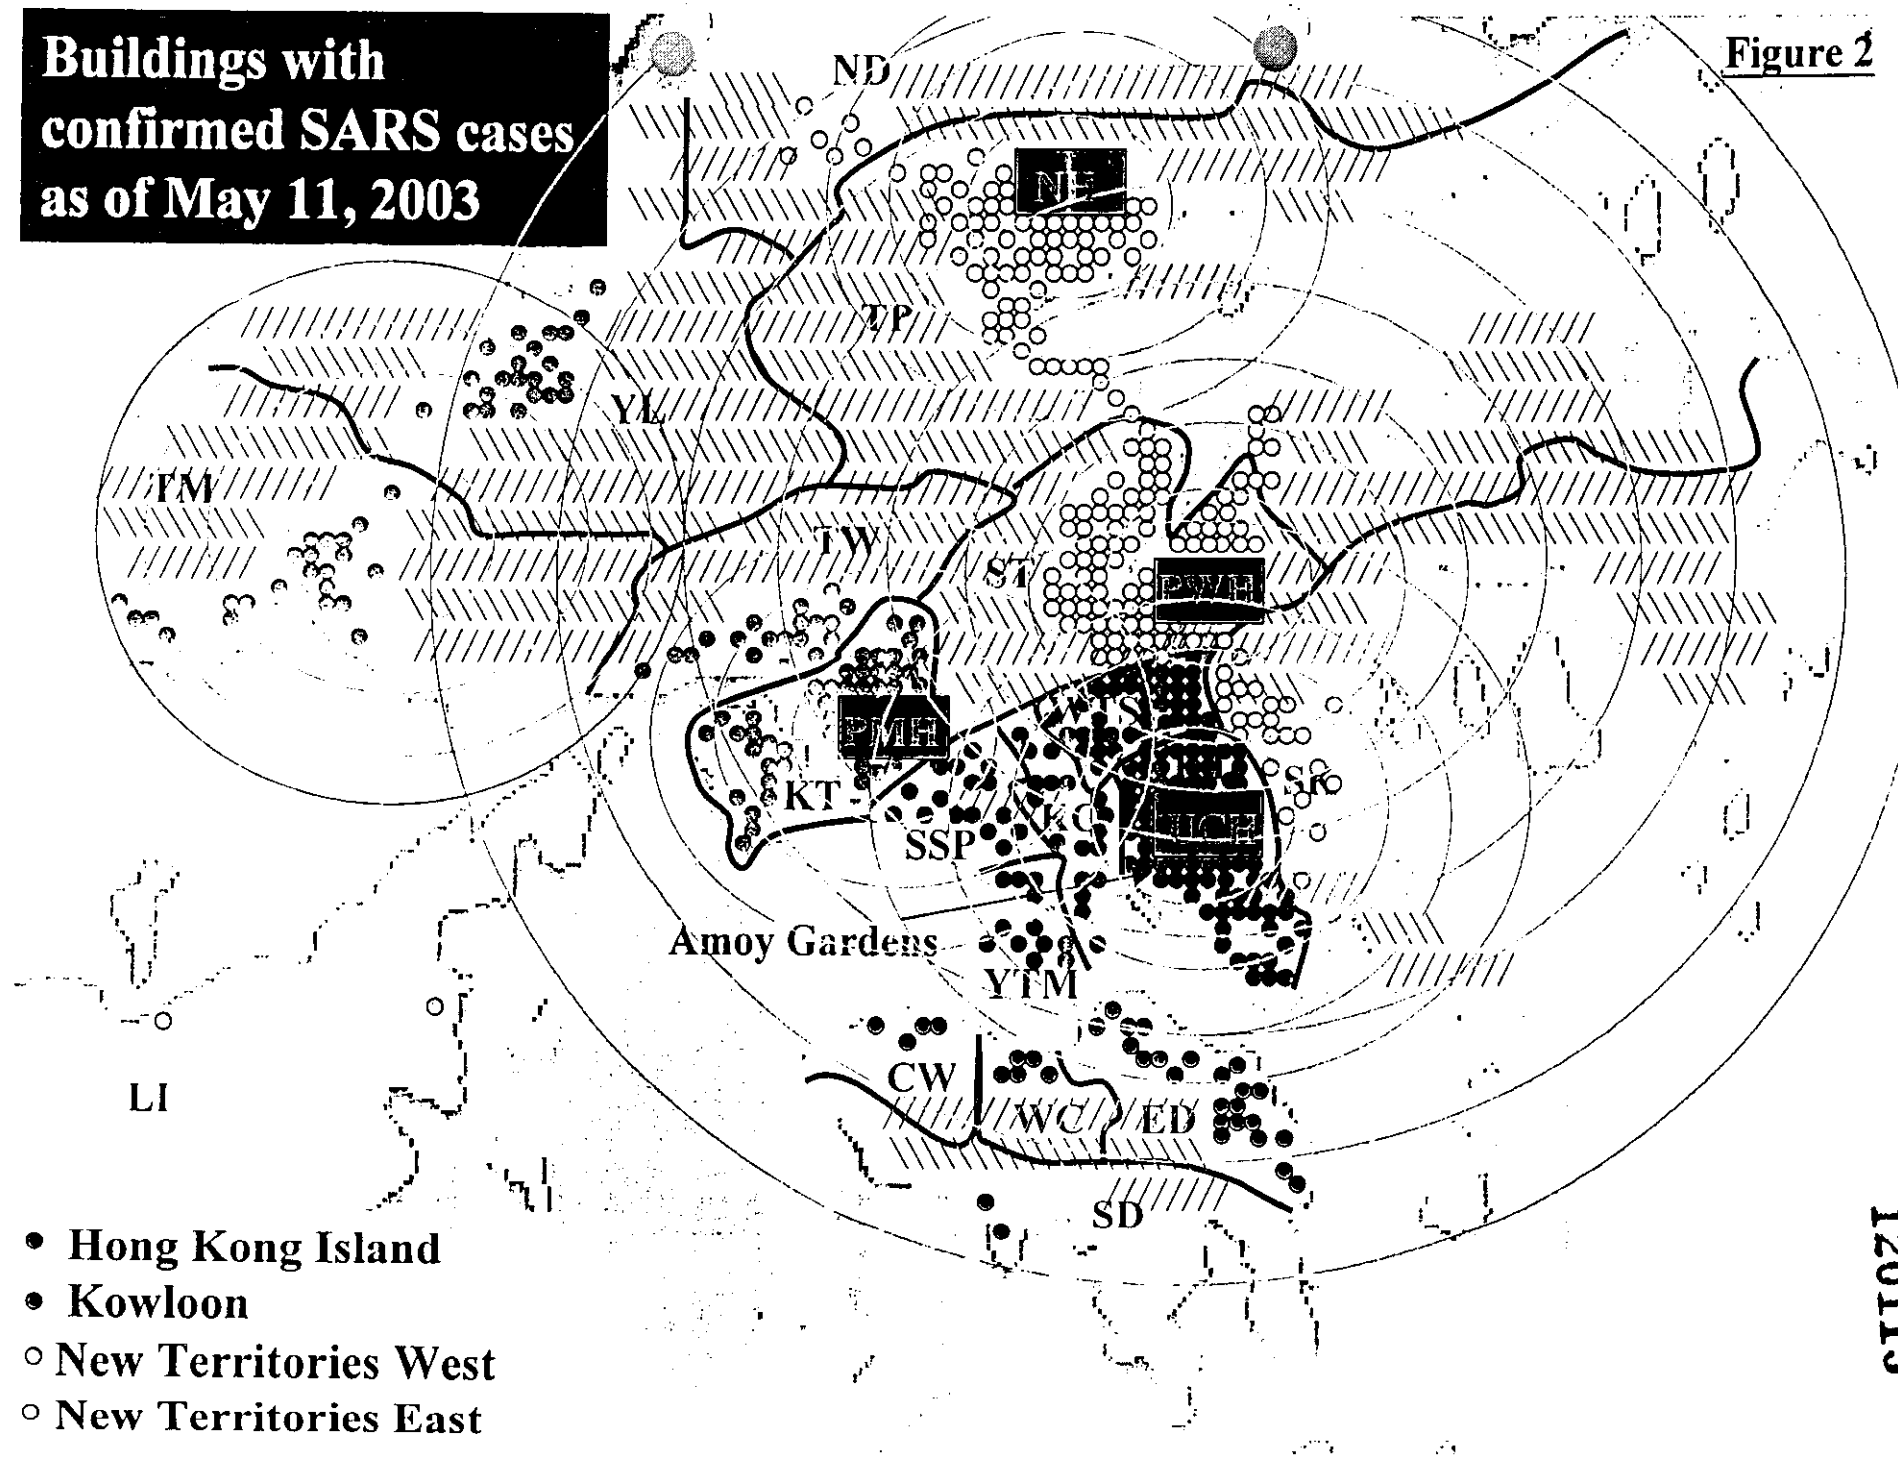 Buildings with
confirmed SARS cases
as of May 11, 2003
Figure 2
ND
TP
YL
TM
TW
ST
PWH
PMH
KT
SK
SSP
Amoy Gardens
YTM
CW
WC
ED
LI
SD
Hong Kong Island
Kowloon
New Territories West
New Territories East